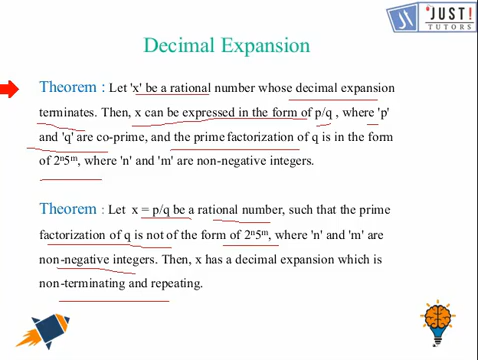 JUST!
TUTORS
Decimal Expansion
Theorem : Let 'x' be a rational number whose decimal expansion
terminates. Then, x can be expressed in the form of p/q , where 'p'
and 'q' are co-prime, and the prime factorization of q is in the form
of 2ⁿ5ᵐ, where 'n' and 'm' are non-negative integers.
Theorem : Let x = p/q be a rational number, such that the prime
factorization of q is not of the form of 2ⁿ5ᵐ, where 'n' and 'm' are
non-negative integers. Then, x has a decimal expansion which is
non-terminating and repeating.